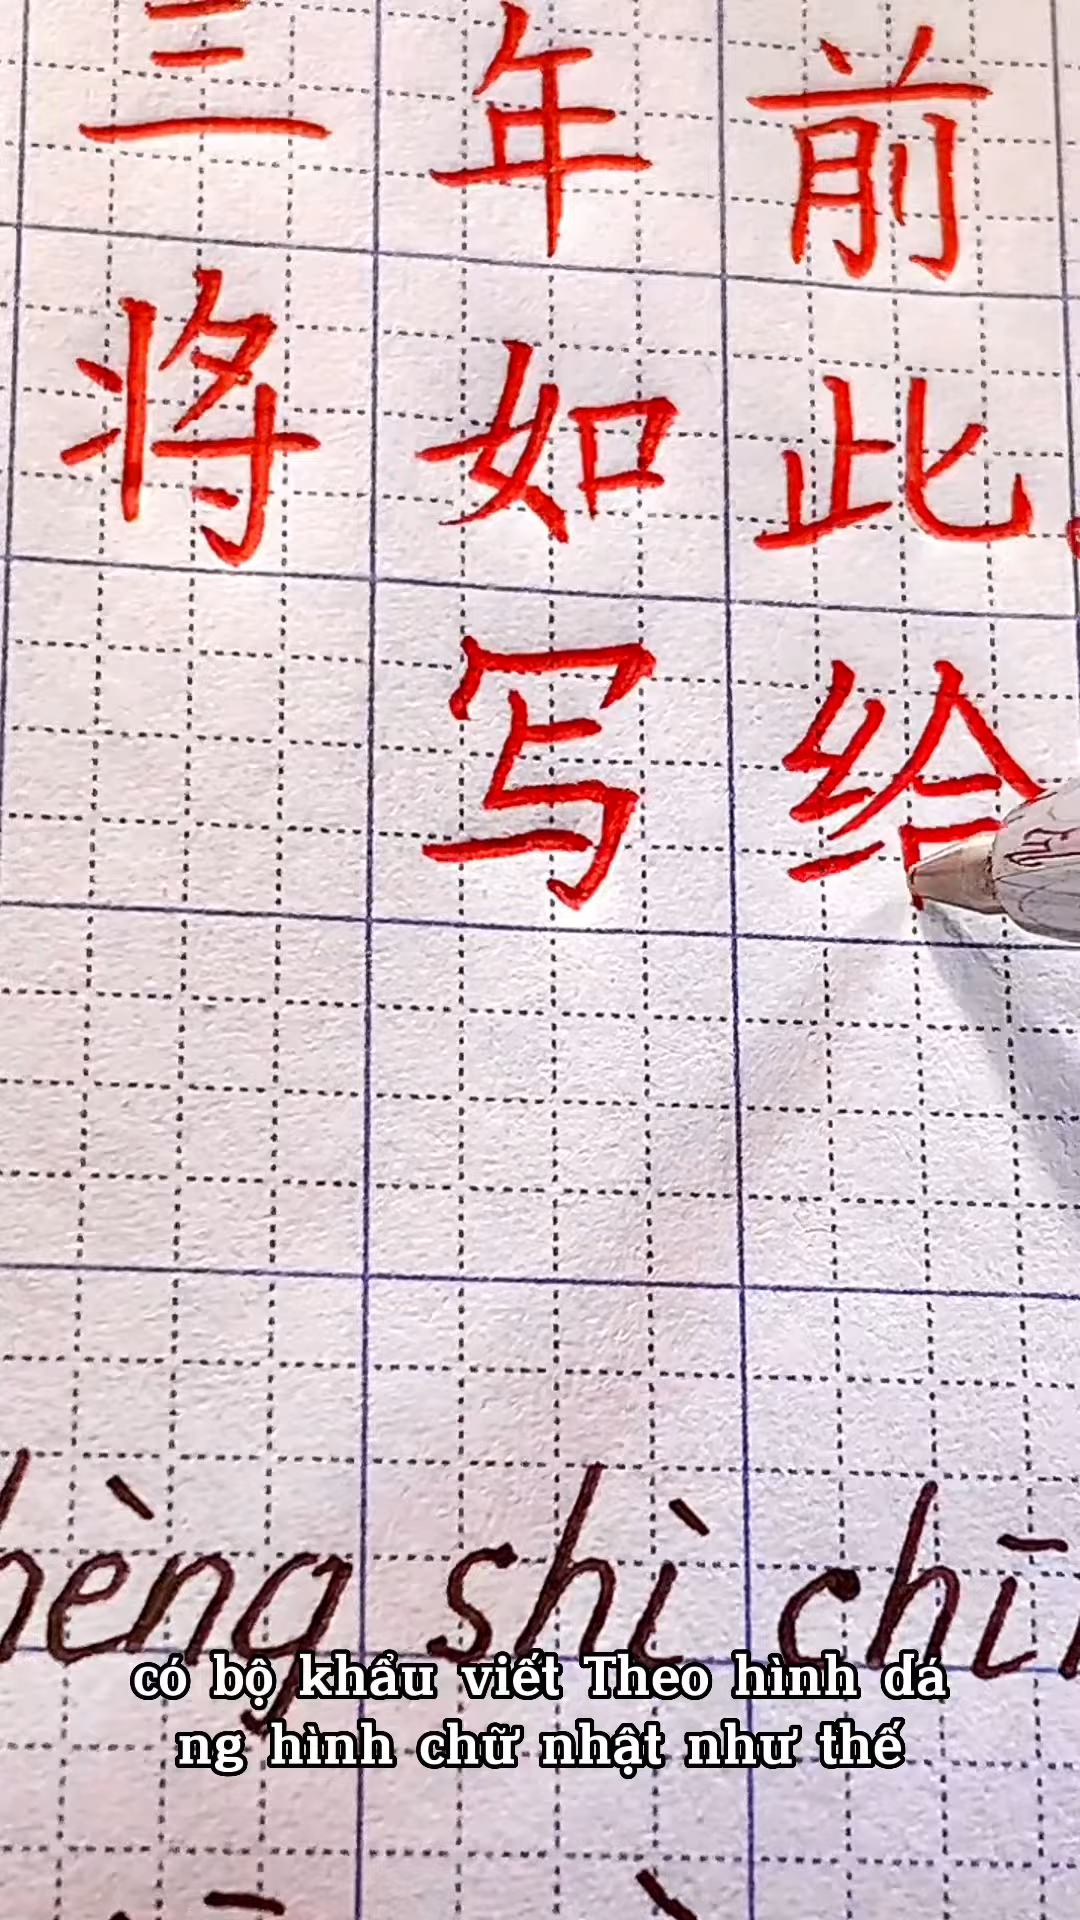 三年前
将如此
写给
hèng shì chī
có bộ khẩu viết Theo hình dá
ng hình chữ nhật như thế